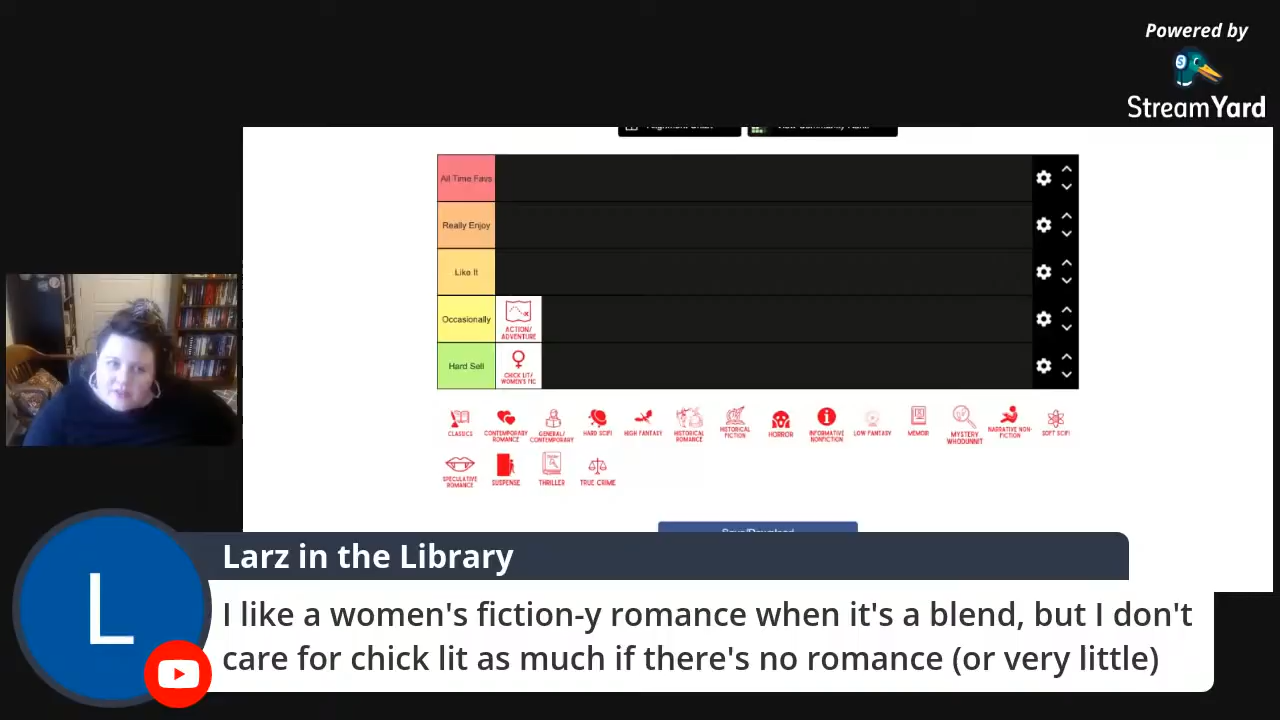 Powered by
StreamYard
All Time Favs
Really Enjoy
Like It
Occasionally
ACTION/
ADVENTURE
Hard Sell
CHICK LIT/
WOMEN'S FIC
CLASSICS
CONTEMPORARY
ROMANCE
GENERAL/
CONTEMPORARY
HARD SCIFI
HIGH FANTASY
HISTORICAL
ROMANCE
HISTORICAL
FICTION
HORROR
INFORMATIVE
NONFICTION
LOW FANTASY
MEMOIR
MYSTERY
WHODUNNIT
NARRATIVE NON-
FICTION
SOFT SCIFI
SPECULATIVE
ROMANCE
SUSPENSE
THRILLER
TRUE CRIME
Larz in the Library
L
I like a women's fiction-y romance when it's a blend, but I don't
care for chick lit as much if there's no romance (or very little)